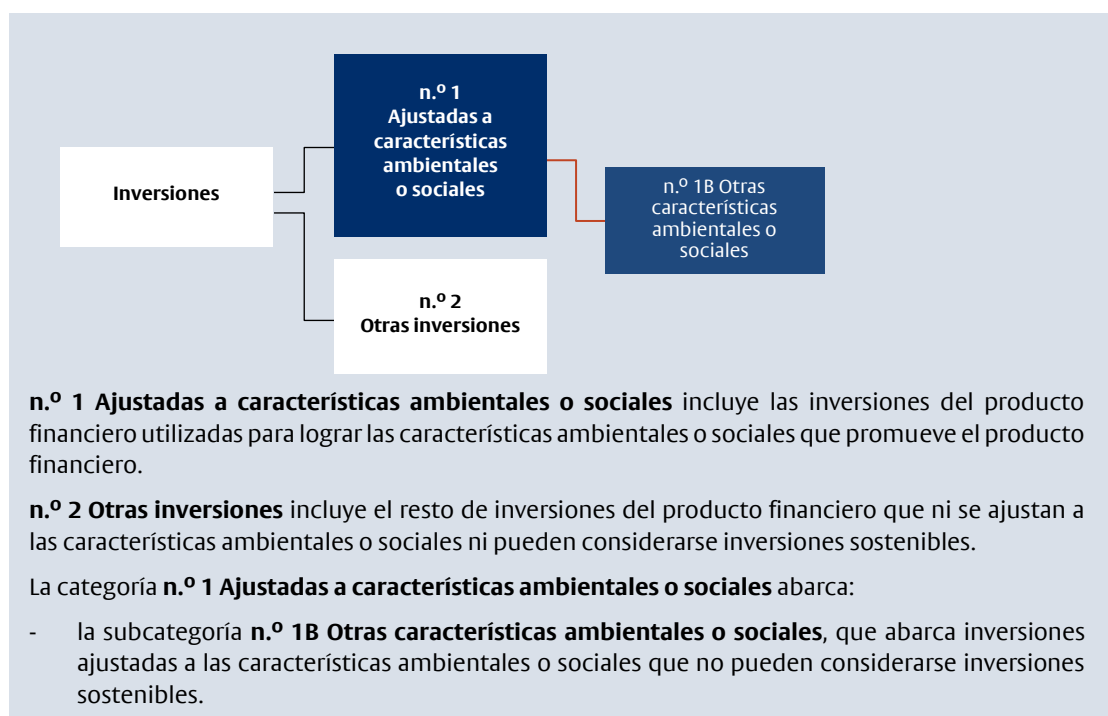 n.º 1
Ajustadas a
características
ambientales
o sociales
Inversiones
n.º 1B Otras
características
ambientales o
sociales
n.º 2
Otras inversiones
n.º 1 Ajustadas a características ambientales o sociales incluye las inversiones del producto
financiero utilizadas para lograr las características ambientales o sociales que promueve el producto
financiero.
n.º 2 Otras inversiones incluye el resto de inversiones del producto financiero que ni se ajustan a
las características ambientales o sociales ni pueden considerarse inversiones sostenibles.
La categoría n.º 1 Ajustadas a características ambientales o sociales abarca:
- la subcategoría n.º 1B Otras características ambientales o sociales, que abarca inversiones
ajustadas a las características ambientales o sociales que no pueden considerarse inversiones
sostenibles.